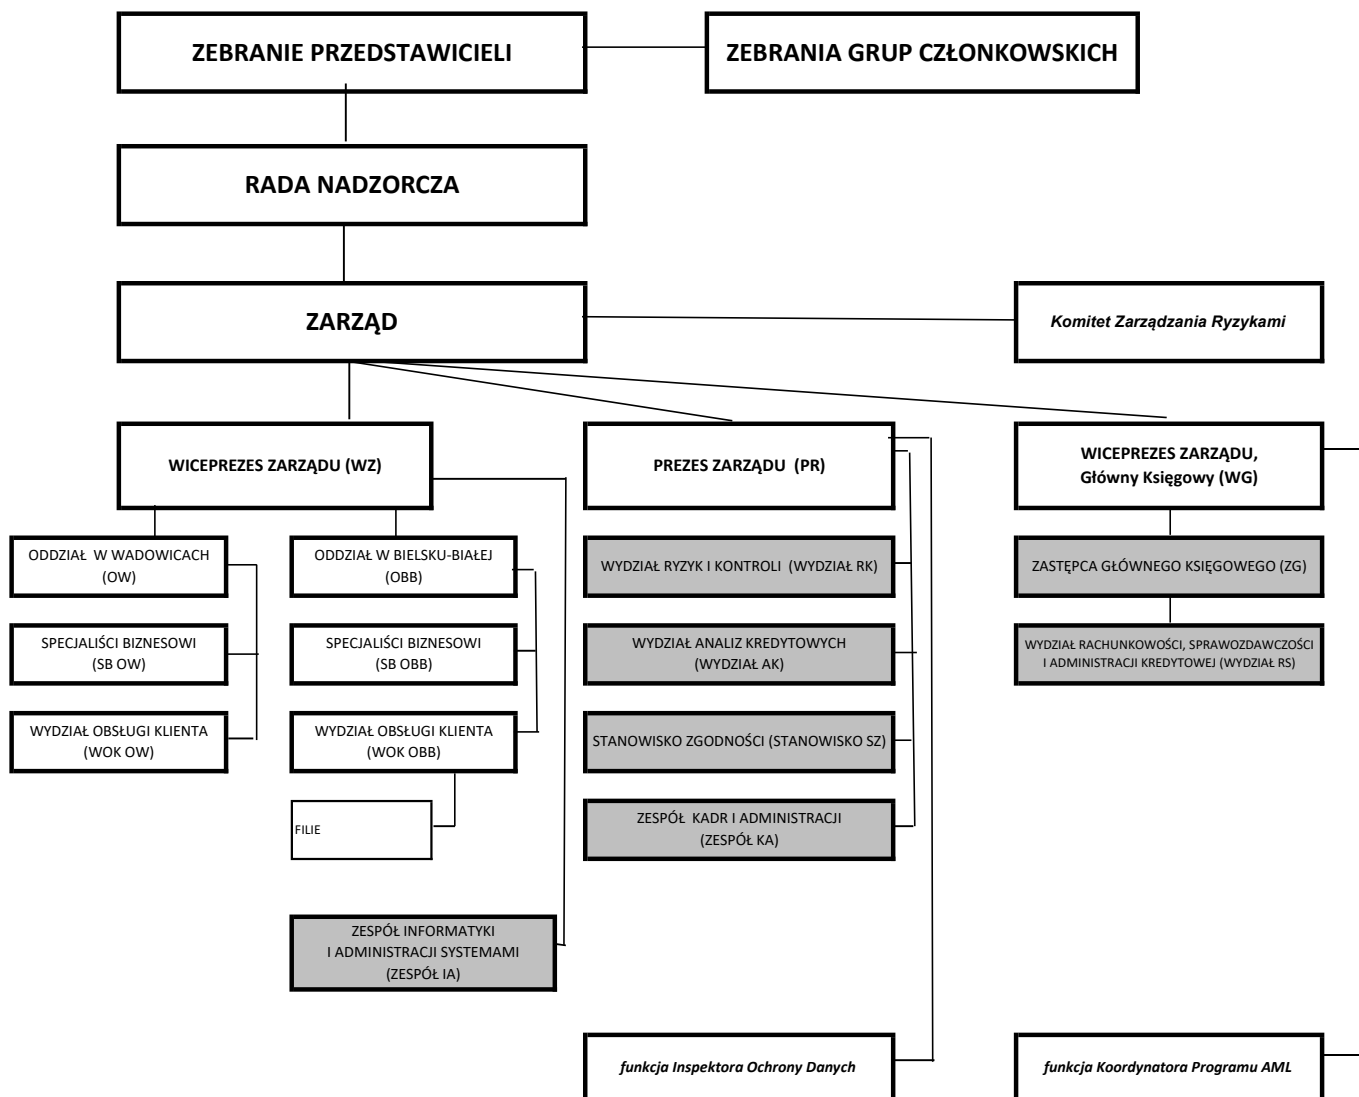 ZEBRANIE PRZEDSTAWICIELI
ZEBRANIA GRUP CZŁONKOWSKICH
RADA NADZORCZA
ZARZĄD
Komitet Zarządzania Ryzykami
WICEPREZES ZARZĄDU (WZ)
PREZES ZARZĄDU (PR)
WICEPREZES ZARZĄDU,
Główny Księgowy (WG)
ODDZIAŁ W WADOWICACH
(OW)
ODDZIAŁ W BIELSKU-BIAŁEJ
(OBB)
WYDZIAŁ RYZYK I KONTROLI (WYDZIAŁ RK)
ZASTĘPCA GŁÓWNEGO KSIĘGOWEGO (ZG)
SPECJALIŚCI BIZNESOWI
(SB OW)
SPECJALIŚCI BIZNESOWI
(SB OBB)
WYDZIAŁ ANALIZ KREDYTOWYCH
(WYDZIAŁ AK)
WYDZIAŁ RACHUNKOWOŚCI, SPRAWOZDAWCZOŚCI
I ADMINISTRACJI KREDYTOWEJ (WYDZIAŁ RS)
WYDZIAŁ OBSŁUGI KLIENTA
(WOK OW)
WYDZIAŁ OBSŁUGI KLIENTA
(WOK OBB)
STANOWISKO ZGODNOŚCI (STANOWISKO SZ)
FILIE
ZESPÓŁ KADR I ADMINISTRACJI
(ZESPÓŁ KA)
ZESPÓŁ INFORMATYKI
I ADMINISTRACJI SYSTEMAMI
(ZESPÓŁ IA)
funkcja Inspektora Ochrony Danych
funkcja Koordynatora Programu AML